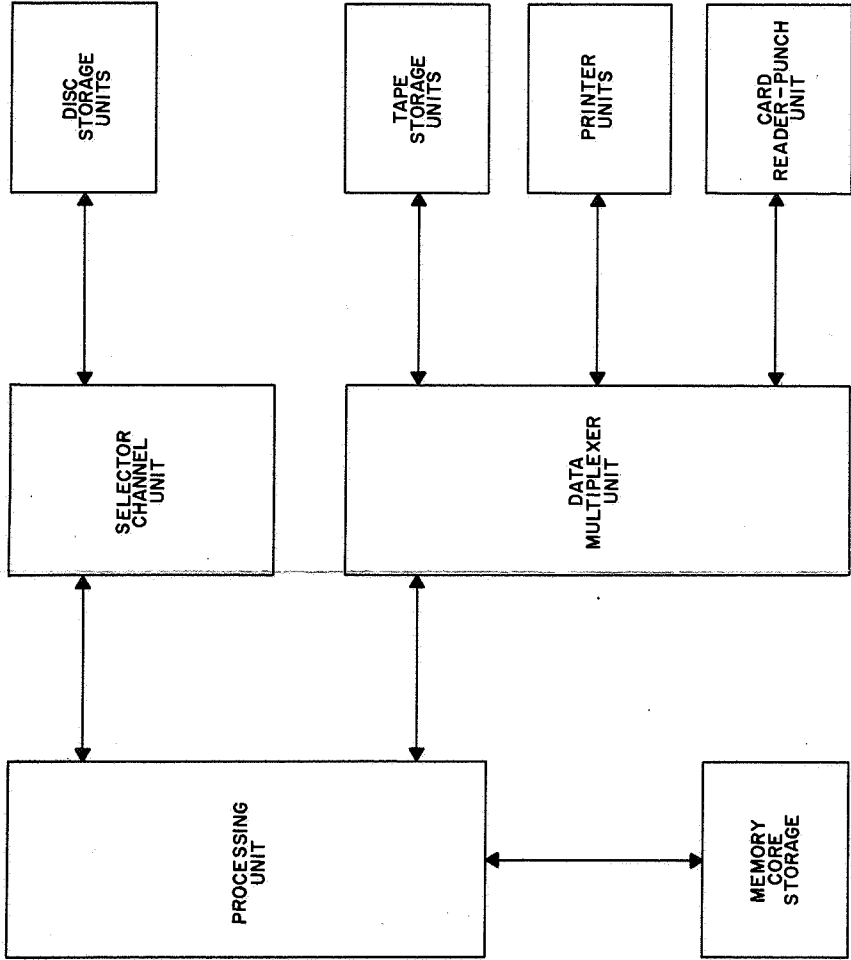 DISC
STORAGE
UNITS
TAPE
STORAGE
UNITS
PRINTER
UNITS
CARD
READER-PUNCH
UNIT
SELECTOR
CHANNEL
UNIT
DATA
MULTIPLEXER
UNIT
PROCESSING
UNIT
MEMORY
CORE
STORAGE